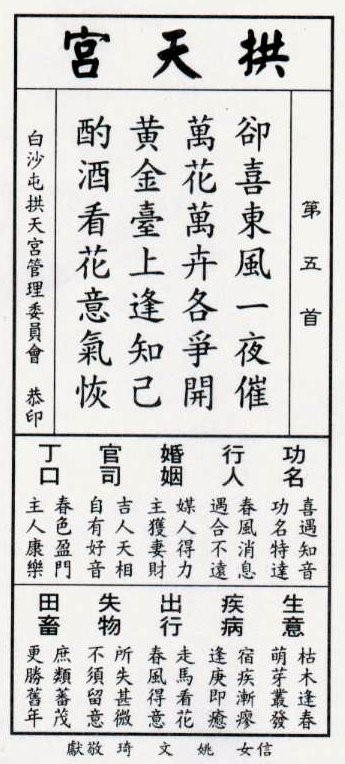 拱天宮
第五首
卻喜東風一夜催
萬花萬卉各爭開
黃金臺上逢知己
酌酒看花意氣恢
白沙屯拱天宮管理委員會 恭印
功名
喜遇知音
功名特達
行人
春風消息
遇合不遠
婚姻
媒人得力
主獲妻財
官司
吉人天相
自有好音
丁口
春色盈門
主人康樂
生意
枯木逢春
萌芽叢發
疾病
宿疾漸瘳
逢庚即癒
出行
走馬看花
春風得意
失物
所失甚微
不須留意
田畜
庶類蕃茂
更勝舊年
信女 姚文琦 敬獻